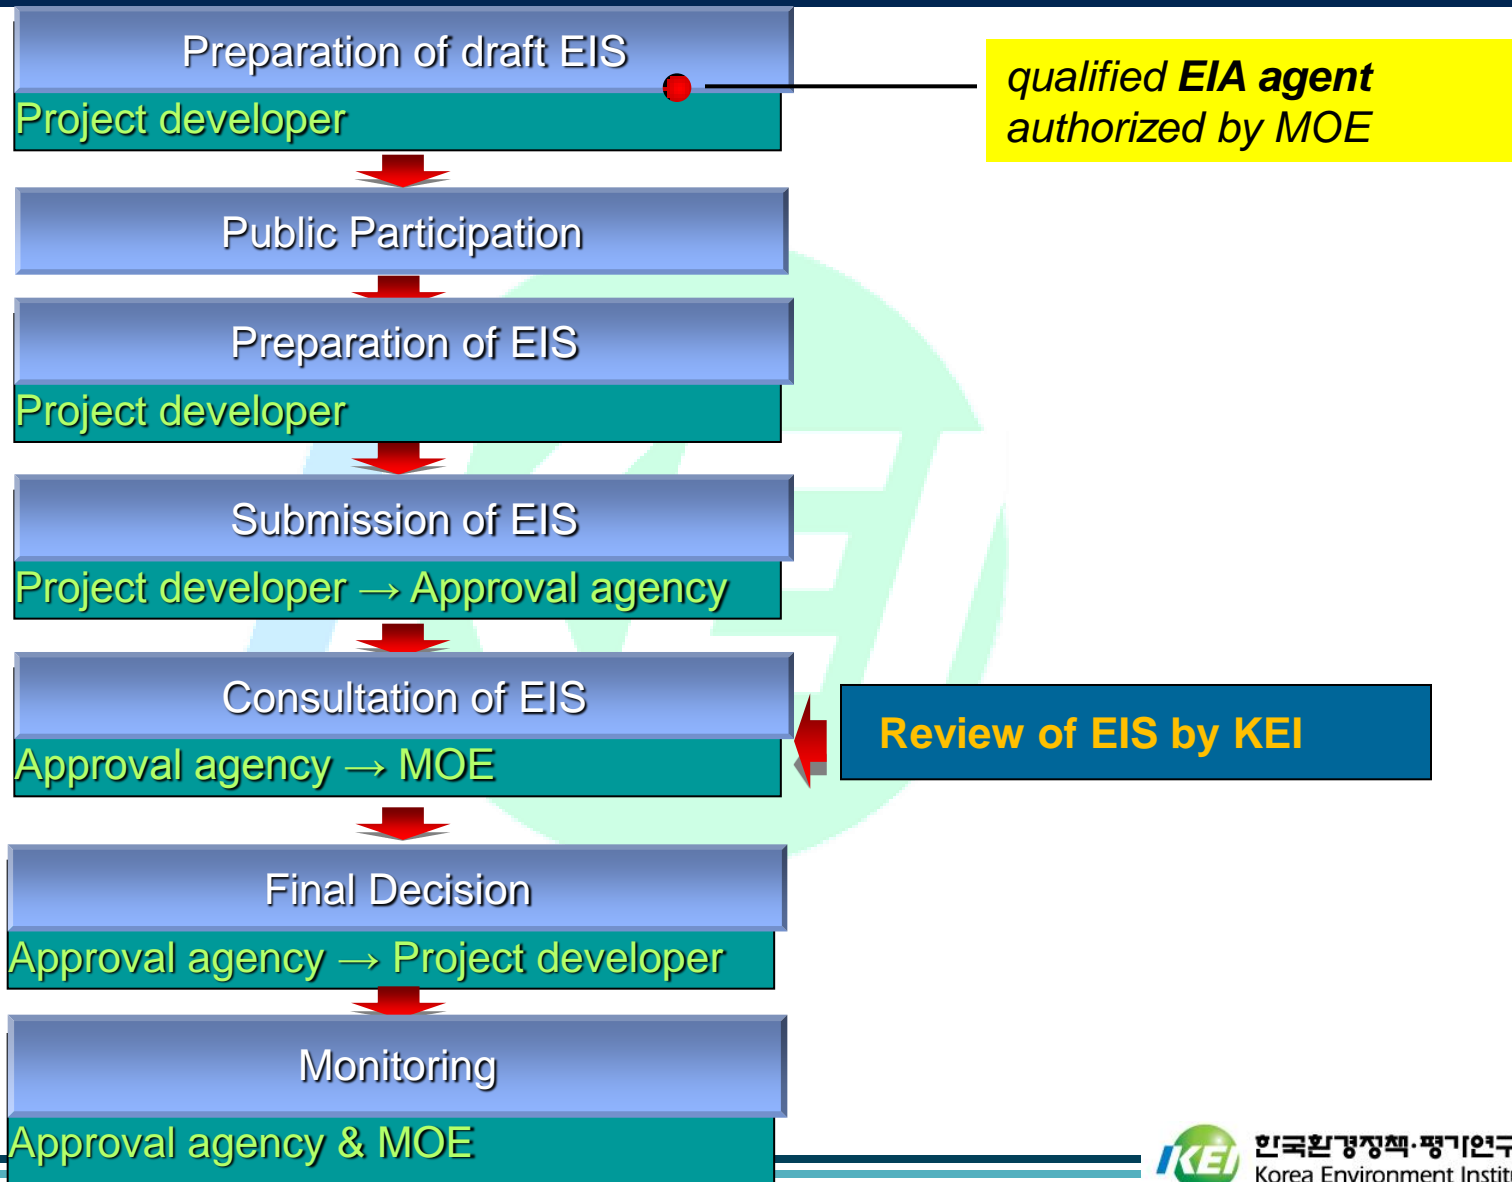 Preparation of draft EIS
Project developer
qualified EIA agent
authorized by MOE
Public Participation
Preparation of EIS
Project developer
Submission of EIS
Project developer → Approval agency
Consultation of EIS
Approval agency → MOE
Review of EIS by KEI
Final Decision
Approval agency → Project developer
Monitoring
Approval agency & MOE
KEI
한국환경정책·평가연구
Korea Environment Instit